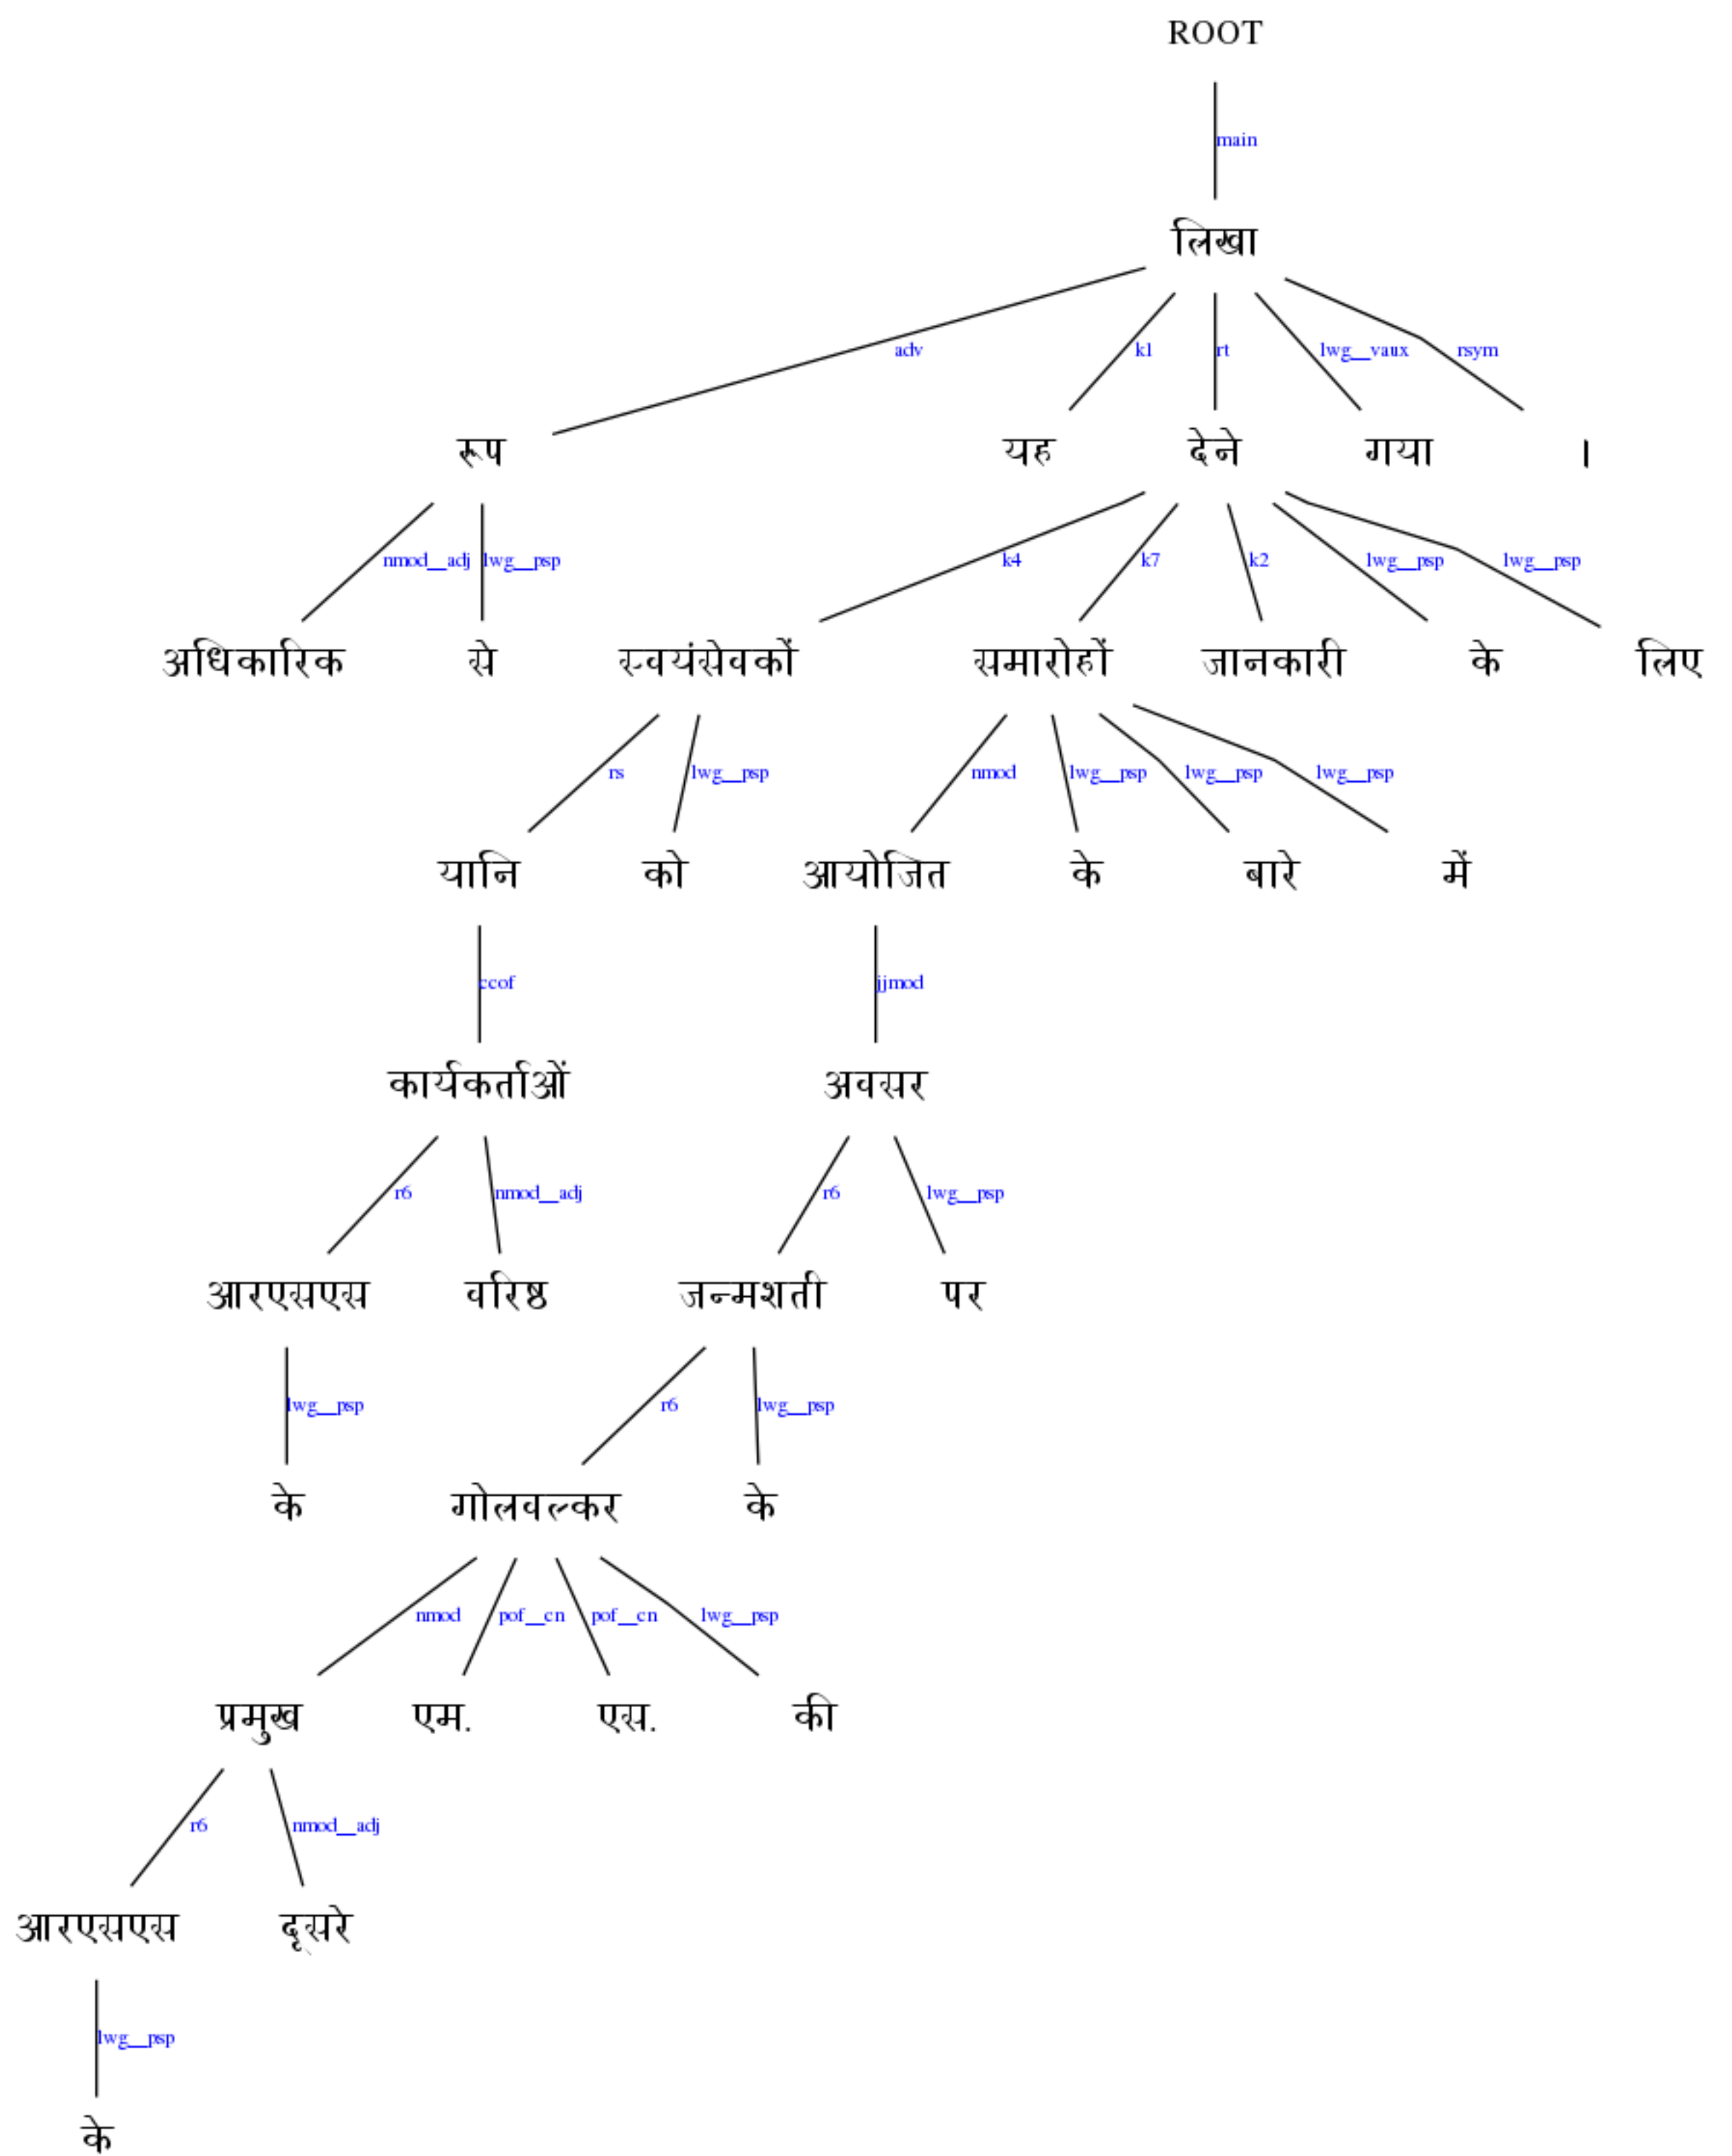 ROOT
main
लिखा
adv k1 rt lwg__vaux rsym
रूप यह देने गया ।
nmod__adj lwg__psp k4 k7 k2 lwg__psp lwg__psp
अधिकारिक से स्वयंसेवकों समारोहों जानकारी के लिए
rs lwg__psp nmod lwg__psp lwg__psp lwg__psp
यानि को आयोजित के बारे में
ccof jjmod
कार्यकर्ताओं अवसर
r6 nmod__adj r6 lwg__psp
आरएसएस वरिष्ठ जन्मशती पर
lwg__psp r6 lwg__psp
के गोलवल्कर के
nmod pof__cn pof__cn lwg__psp
प्रमुख एम. एस. की
r6 nmod__adj
आरएसएस दूसरे
lwg__psp
के